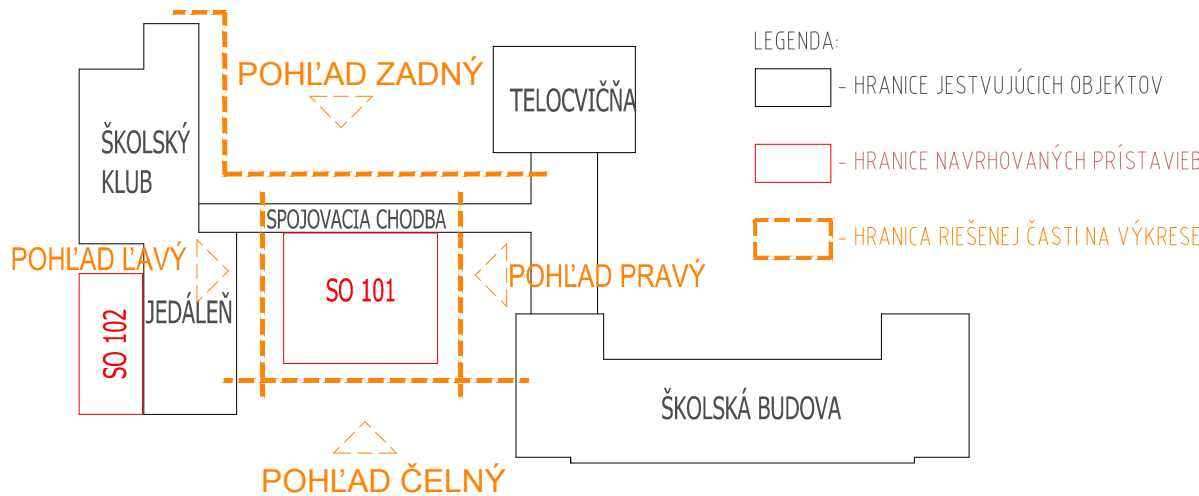 LEGENDA:
- HRANICE JESTVUJÚCICH OBJEKTOV
- HRANICE NAVRHOVANÝCH PRÍSTAVIEB
- HRANICA RIEŠENEJ ČASTI NA VÝKRESE
POHĽAD ZADNÝ
TELOCVIČŇA
ŠKOLSKÝ
KLUB
SPOJOVACIA CHODBA
POHĽAD ĽAVÝ
POHĽAD PRAVÝ
SO 101
JEDÁLEŇ
SO 102
ŠKOLSKÁ BUDOVA
POHĽAD ČELNÝ